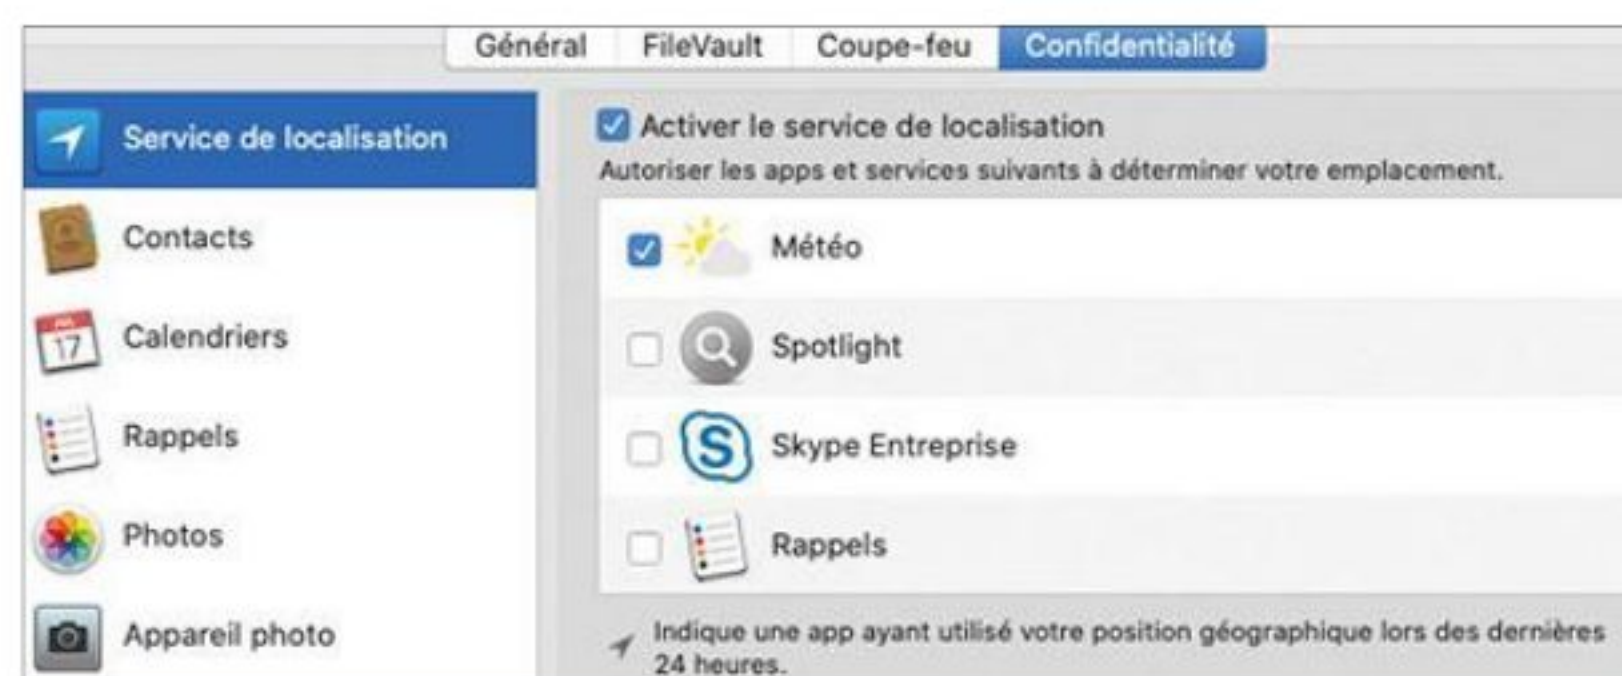 Général FileVault Coupe-feu Confidentialité
Service de localisation
Contacts
Calendriers
17
Rappels
Photos
Appareil photo
Activer le service de localisation
Autoriser les apps et services suivants à déterminer votre emplacement.
Météo
Spotlight
S Skype Entreprise
Rappels
Indique une app ayant utilisé votre position géographique lors des dernières
24 heures.